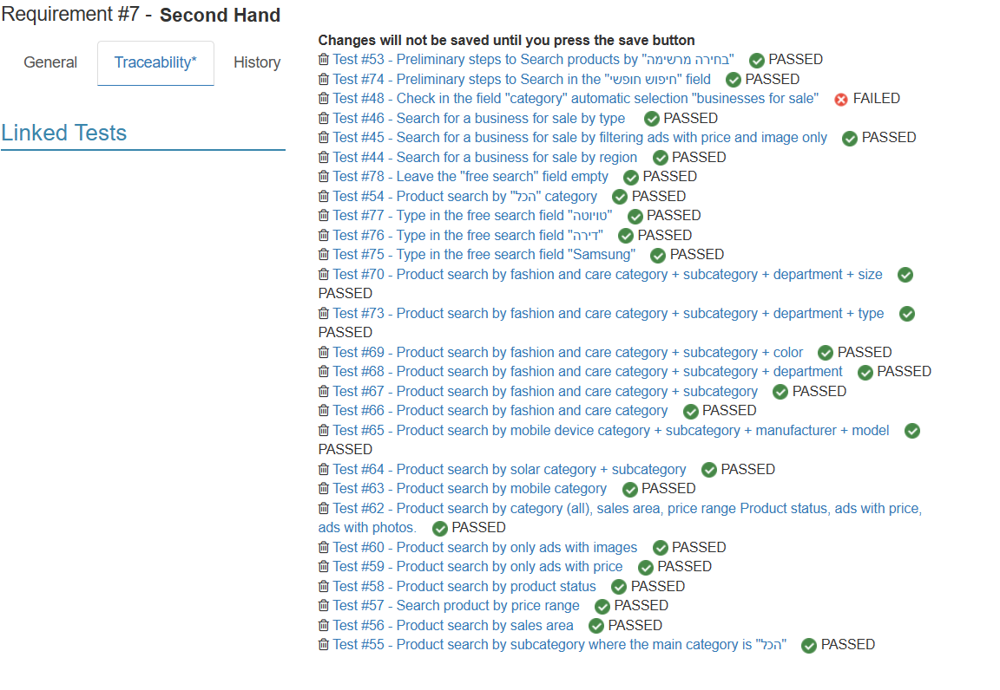 Requirement #7 - Second Hand
General
Traceability*
History
Linked Tests
Changes will not be saved until you press the save button
Test #53 - Preliminary steps to Search products by "בחירה מרשימה" PASSED
Test #74 - Preliminary steps to Search in the "חיפוש חופשי" field PASSED
Test #48 - Check in the field "category" automatic selection "businesses for sale" FAILED
Test #46 - Search for a business for sale by type PASSED
Test #45 - Search for a business for sale by filtering ads with price and image only PASSED
Test #44 - Search for a business for sale by region PASSED
Test #78 - Leave the "free search" field empty PASSED
Test #54 - Product search by "הכל" category PASSED
Test #77 - Type in the free search field "טויוטה" PASSED
Test #76 - Type in the free search field "דירה" PASSED
Test #75 - Type in the free search field "Samsung" PASSED
Test #70 - Product search by fashion and care category + subcategory + department + size
PASSED
Test #73 - Product search by fashion and care category + subcategory + department + type
PASSED
Test #69 - Product search by fashion and care category + subcategory + color PASSED
Test #68 - Product search by fashion and care category + subcategory + department PASSED
Test #67 - Product search by fashion and care category + subcategory PASSED
Test #66 - Product search by fashion and care category PASSED
Test #65 - Product search by mobile device category + subcategory + manufacturer + model
PASSED
Test #64 - Product search by solar category + subcategory PASSED
Test #63 - Product search by mobile category PASSED
Test #62 - Product search by category (all), sales area, price range Product status, ads with price,
ads with photos. PASSED
Test #60 - Product search by only ads with images PASSED
Test #59 - Product search by only ads with price PASSED
Test #58 - Product search by product status PASSED
Test #57 - Search product by price range PASSED
Test #56 - Product search by sales area PASSED
Test #55 - Product search by subcategory where the main category is "הכל" PASSED